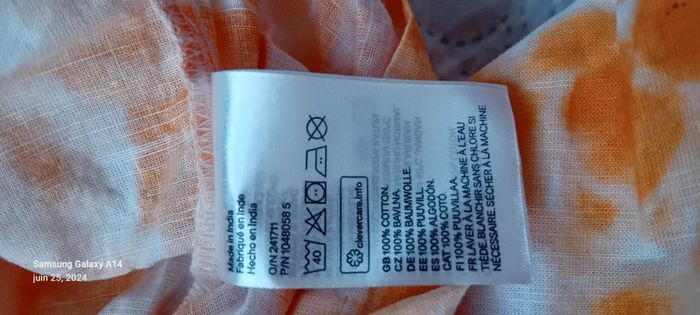 Made in India
Fabriqué en Inde
Hecho en India
O/N 241711
P/N 1048058 5
40
clevercare.info
GB 100% COTTON.
CZ 100% BAVLNA.
DE 100% BAUMWOLLE.
EE 100% PUUVILL.
ES 100% ALGODÓN.
CAT 100% COTÓ.
FI 100% PUUVILLAA.
FR LAVER À LA MACHINE À L'EAU
TIÈDE. BLANCHIR SANS CHLORE SI
NÉCESSAIRE. SÉCHER À LA MACHINE
Samsung Galaxy A14
juin 25, 2024